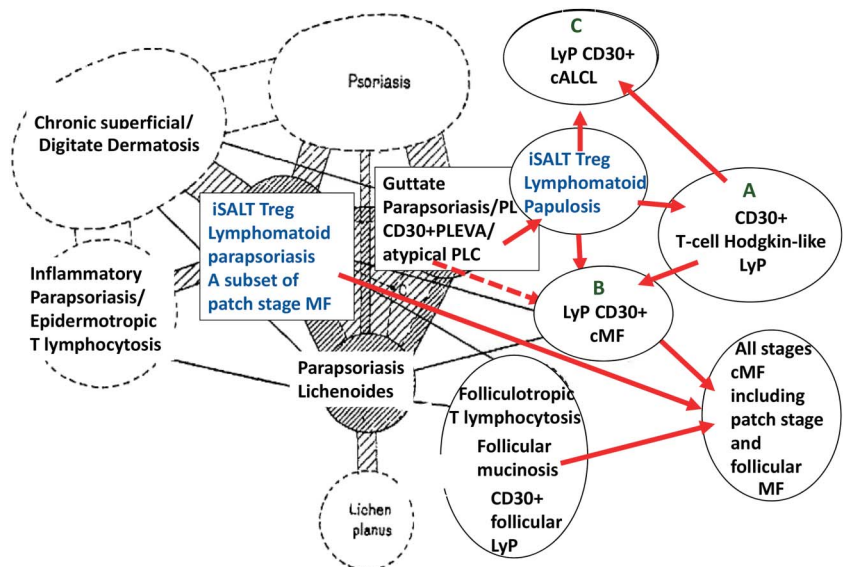 C
LyP CD30+
cALCL
Psoriasis
Chronic superficial/
Digitate Dermatosis
iSALT Treg
Lymphomatoid
Papulosis
A
CD30+
T-cell Hodgkin-like
LyP
Guttate
Parapsoriasis/PL
CD30+PLEVA/
atypical PLC
iSALT Treg
Lymphomatoid
parapsoriasis
A subset of
patch stage MF
Inflammatory
Parapsoriasis/
Epidermotropic
T lymphocytosis
B
LyP CD30+
cMF
Parapsoriasis
Lichenoides
All stages
cMF
including
patch stage
and
follicular
MF
Folliculotropic
T lymphocytosis
Follicular
mucinosis
CD30+
follicular
LyP
Lichen
planus